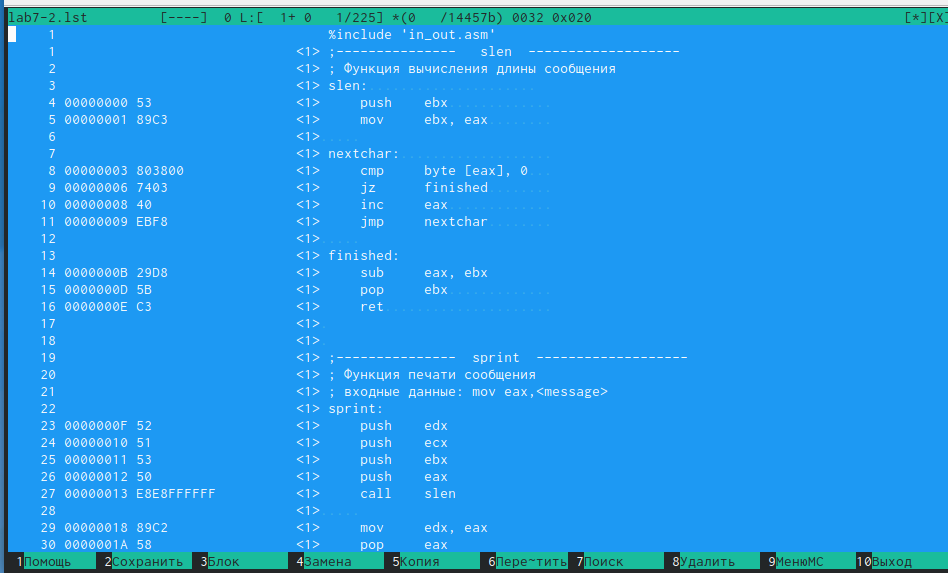 lab7-2.lst [----] 0 L:[ 1+ 0 1/225] *(0 /14457b) 0032 0x020 [*][X]
1 %include 'in_out.asm'
1 <1> ;--------------- slen -------------------
2 <1> ; Функция вычисления длины сообщения
3 <1> slen:.....................
4 00000000 53 <1> push ebx.............
5 00000001 89C3 <1> mov ebx, eax........
6 <1>.....
7 <1> nextchar:...................
8 00000003 803800 <1> cmp byte [eax], 0...
9 00000006 7403 <1> jz finished........
10 00000008 40 <1> inc eax.............
11 00000009 EBF8 <1> jmp nextchar........
12 <1>.....
13 <1> finished:
14 0000000B 29D8 <1> sub eax, ebx
15 0000000D 5B <1> pop ebx.............
16 0000000E C3 <1> ret.....................
17 <1>.
18 <1>.
19 <1> ;--------------- sprint -------------------
20 <1> ; Функция печати сообщения
21 <1> ; входные данные: mov eax,<message>
22 <1> sprint:
23 0000000F 52 <1> push edx
24 00000010 51 <1> push ecx
25 00000011 53 <1> push ebx
26 00000012 50 <1> push eax
27 00000013 E8E8FFFFFF <1> call slen
28 <1>.....
29 00000018 89C2 <1> mov edx, eax
30 0000001A 58 <1> pop eax
1Помощь 2Сохранить 3Блок 4Замена 5Копия 6Пере~тить 7Поиск 8Удалить 9МенюMC 10Выход